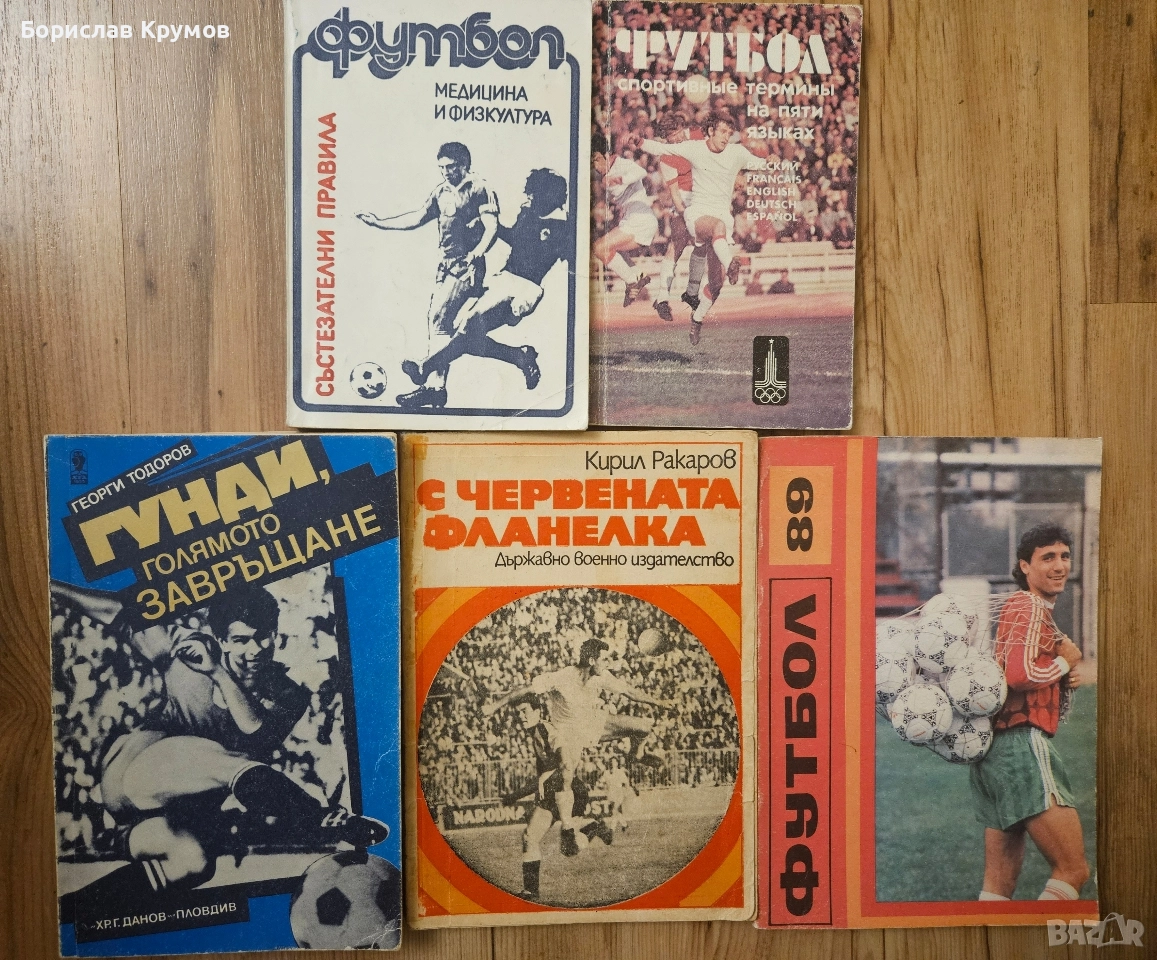 Борислав Крумов
футбол
МЕДИЦИНА
И ФИЗКУЛТУРА
СЪСТЕЗАТЕЛНИ ПРАВИЛА
ФУТБОЛ
спортивные термины
на пяти
языках
РУССКИЙ
FRANÇAIS
ENGLISH
DEUTSCH
ESPAÑOL
ГЕОРГИ ТОДОРОВ
ГУНДИ,
ГОЛЯМОТО
ЗАВРЪЩАНЕ
«ХР.Г. ДАНОВ»-ПЛОВДИВ
Кирил Ракаров
С ЧЕРВЕНАТА
ФЛАНЕЛКА
Държавно военно издателство
NARODNA
ФУТБОЛ 89
BAZAR